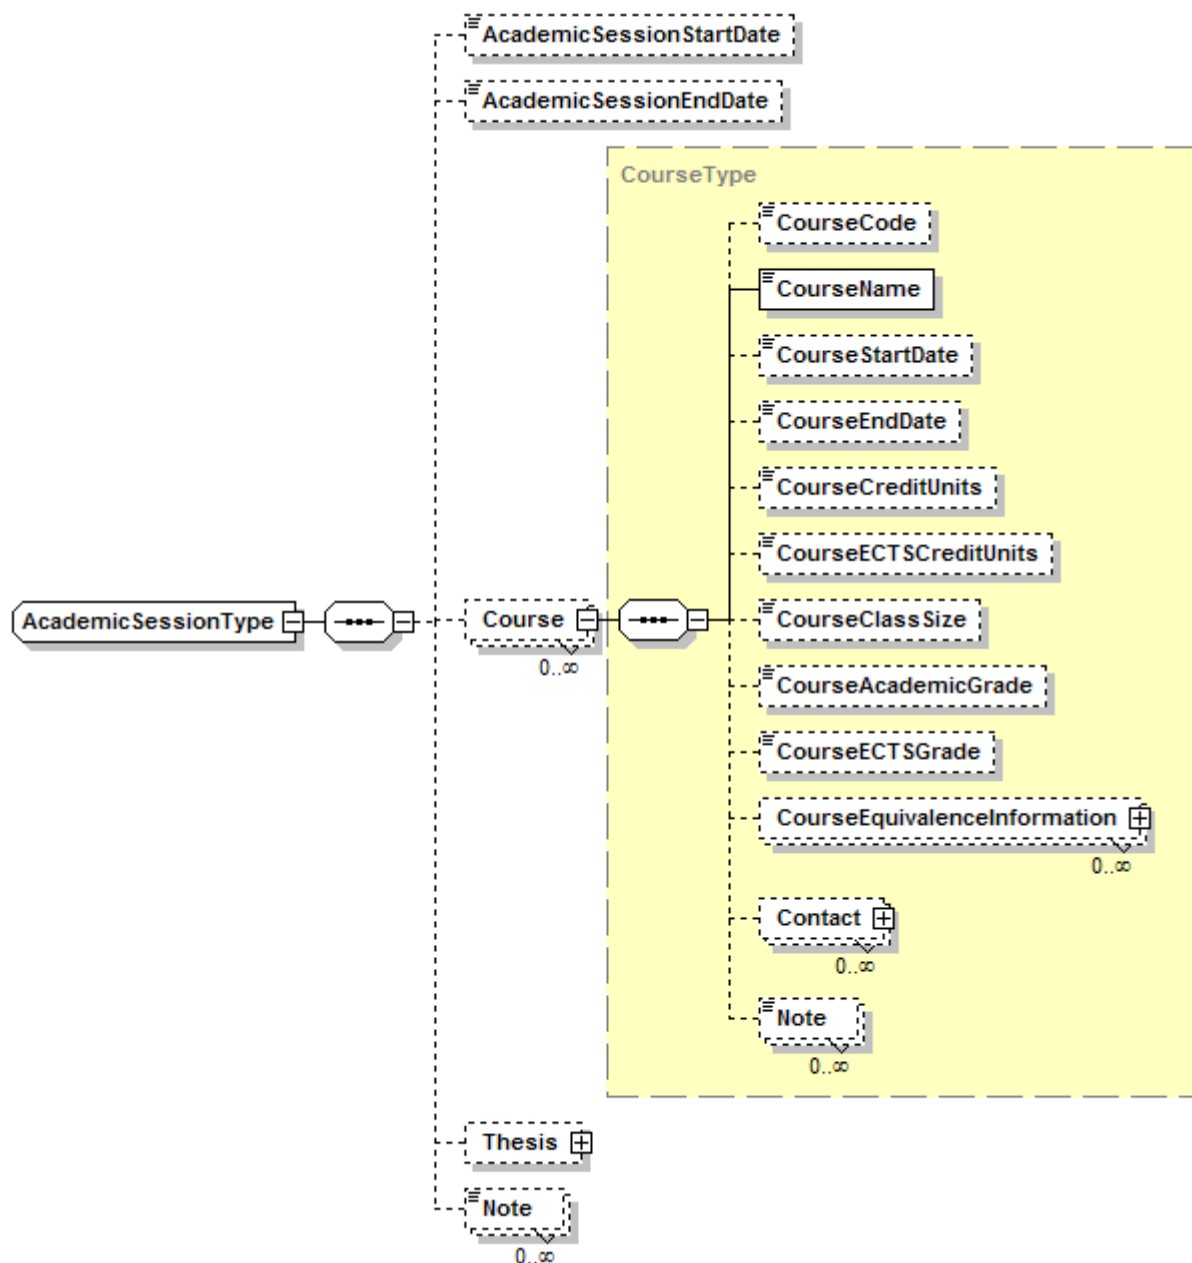 AcademicSessionStartDate
AcademicSessionEndDate
CourseType
CourseCode
CourseName
CourseStartDate
CourseEndDate
CourseCreditUnits
CourseECTSCreditUnits
AcademicSessionType
Course
0..∞
CourseClassSize
CourseAcademicGrade
CourseECTSGrade
CourseEquivalenceInformation
0..∞
Contact
0..∞
Note
0..∞
Thesis
Note
0..∞